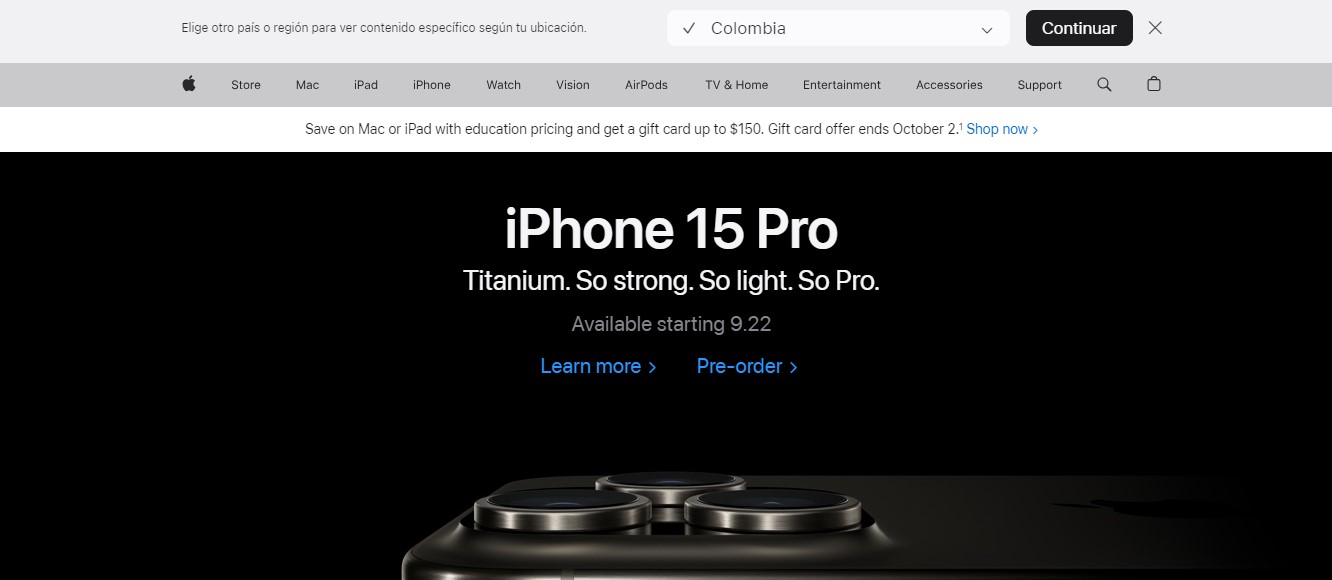 Elige otro país o región para ver contenido específico según tu ubicación.
Colombia
Continuar
Store Mac iPad iPhone Watch Vision AirPods TV & Home Entertainment Accessories Support
Save on Mac or iPad with education pricing and get a gift card up to $150. Gift card offer ends October 2.¹ Shop now >
iPhone 15 Pro
Titanium. So strong. So light. So Pro.
Available starting 9.22
Learn more > Pre-order >